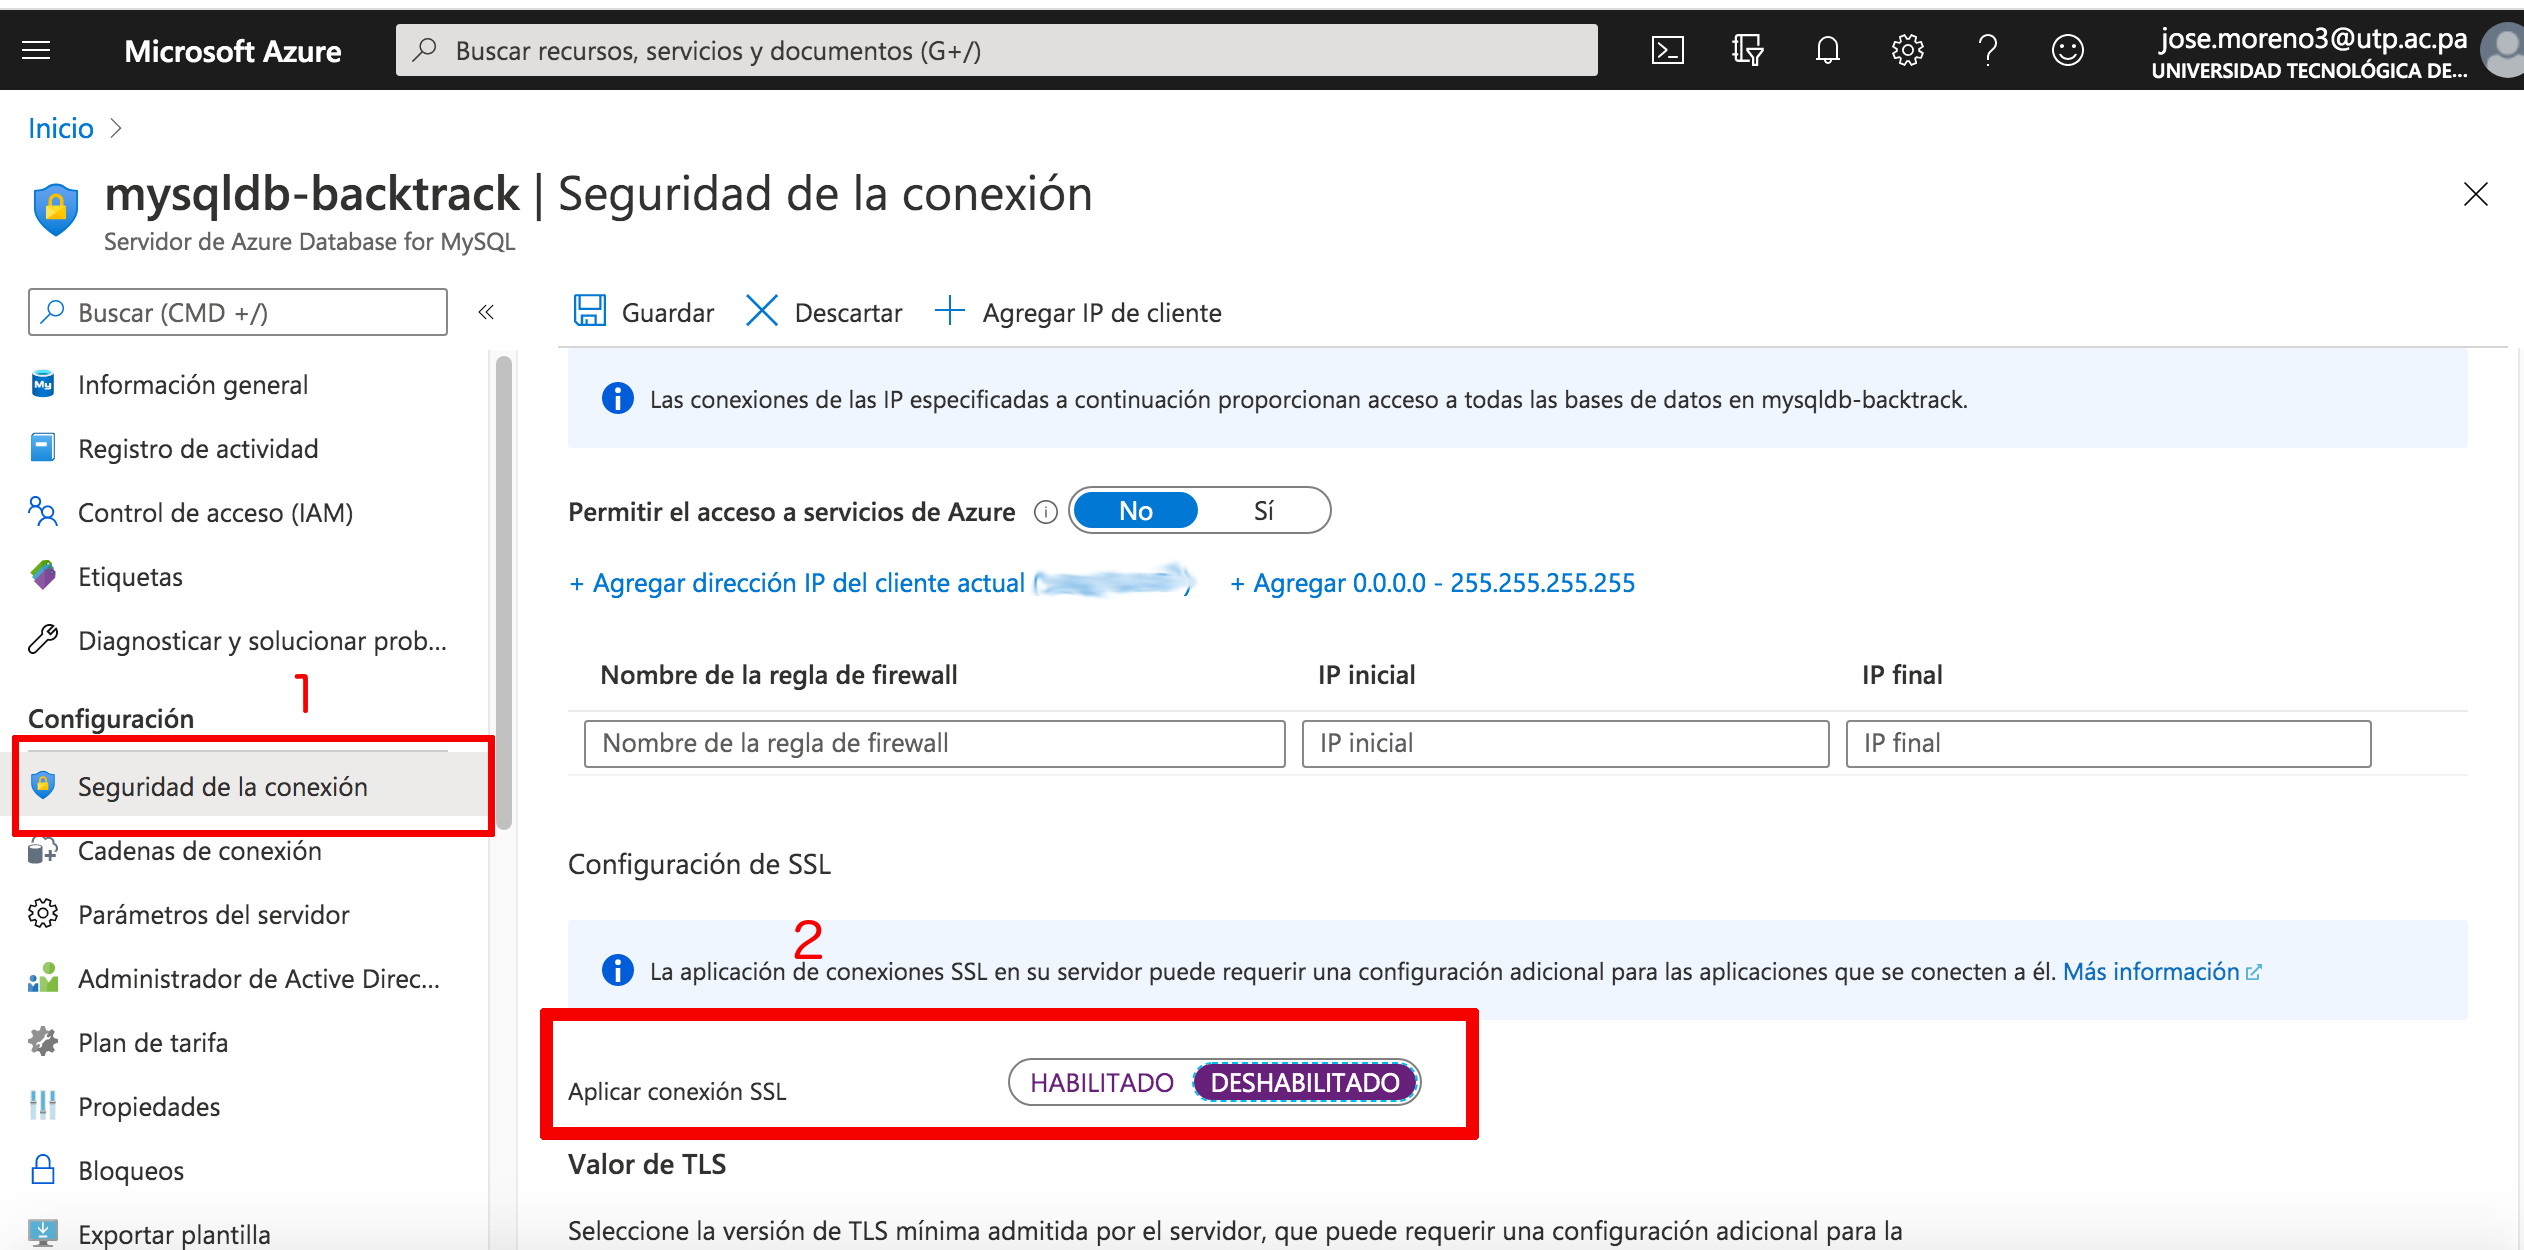 Microsoft Azure
Buscar recursos, servicios y documentos (G+/)
jose.moreno3@utp.ac.pa
UNIVERSIDAD TECNOLÓGICA DE...
Inicio
mysqldb-backtrack | Seguridad de la conexión
Servidor de Azure Database for MySQL
Buscar (CMD +/)
«
Guardar
Descartar
Agregar IP de cliente
Información general
Registro de actividad
Control de acceso (IAM)
Etiquetas
Diagnosticar y solucionar prob...
1
Configuración
Seguridad de la conexión
Cadenas de conexión
Parámetros del servidor
Administrador de Active Direc...
Plan de tarifa
Propiedades
Bloqueos
Exportar plantilla
Las conexiones de las IP especificadas a continuación proporcionan acceso a todas las bases de datos en mysqldb-backtrack.
Permitir el acceso a servicios de Azure No Sí
+ Agregar dirección IP del cliente actual ( ) + Agregar 0.0.0.0 - 255.255.255.255
Nombre de la regla de firewall IP inicial IP final
Nombre de la regla de firewall IP inicial IP final
Configuración de SSL
2
La aplicación de conexiones SSL en su servidor puede requerir una configuración adicional para las aplicaciones que se conecten a él. Más información
Aplicar conexión SSL HABILITADO DESHABILITADO
Valor de TLS
Seleccione la versión de TLS mínima admitida por el servidor, que puede requerir una configuración adicional para la